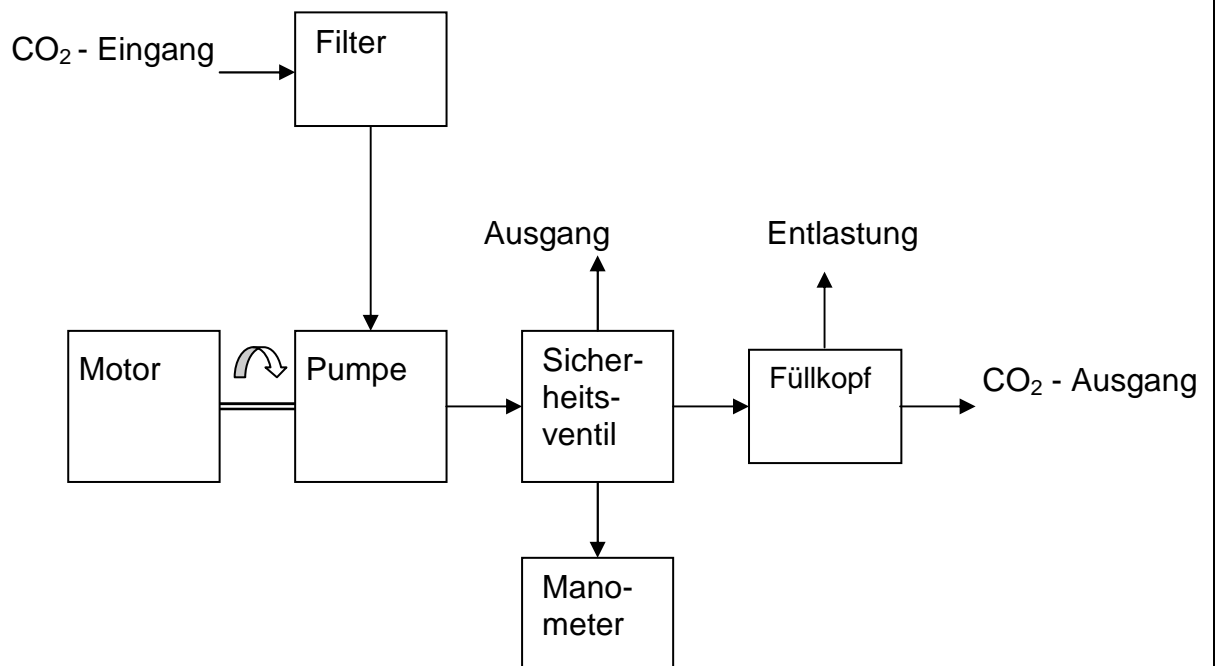 CO₂ - Eingang
Filter
Ausgang
Entlastung
Motor
Pumpe
Sicher-
heits-
ventil
Füllkopf
CO₂ - Ausgang
Mano-
meter